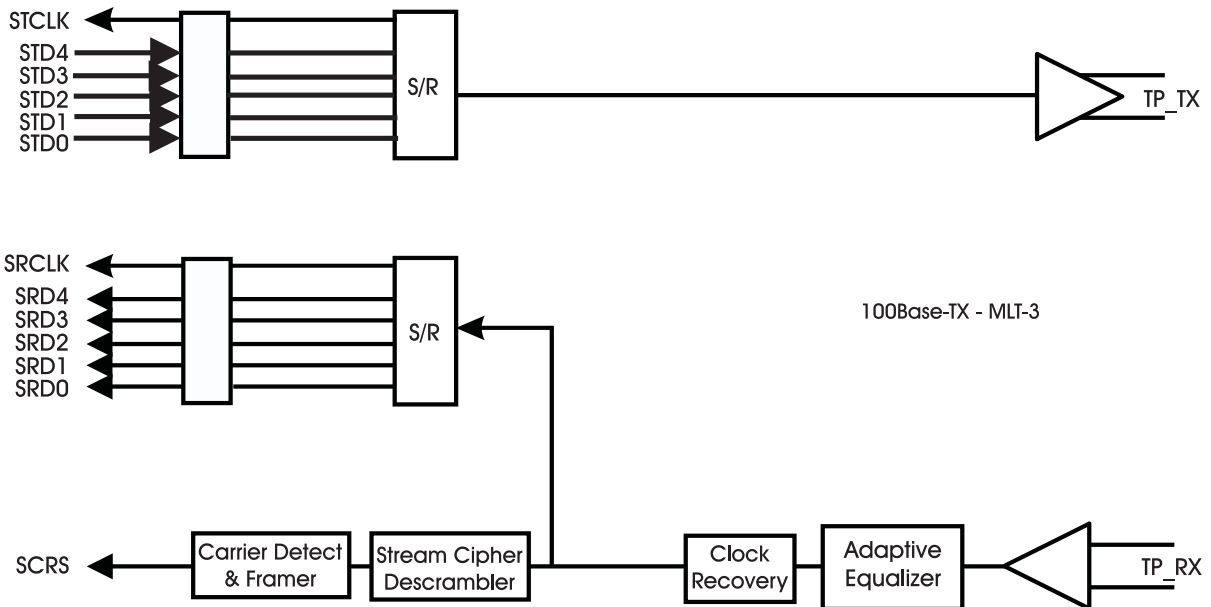 STCLK
STD4
STD3
STD2
STD1
STD0
S/R
TP_TX
SRCLK
SRD4
SRD3
SRD2
SRD1
SRD0
S/R
100Base-TX - MLT-3
SCRS
Carrier Detect
& Framer
Stream Cipher
Descrambler
Clock
Recovery
Adaptive
Equalizer
TP_RX